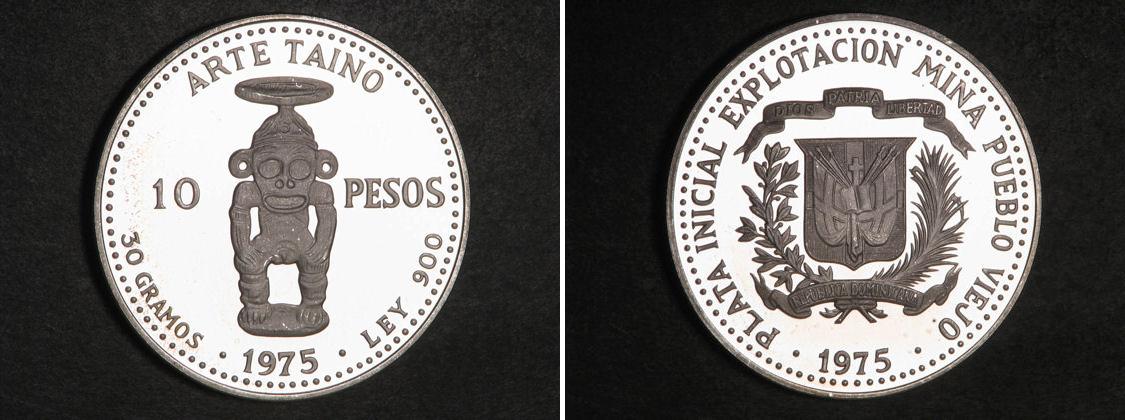 ARTE TAINO
10 PESOS
30 GRAMOS
LEY 900
· 1975 ·
PLATA INICIAL EXPLOTACION MINA PUEBLO VIEJO
DIOS PATRIA LIBERTAD
REPUBLICA DOMINICANA
· 1975 ·